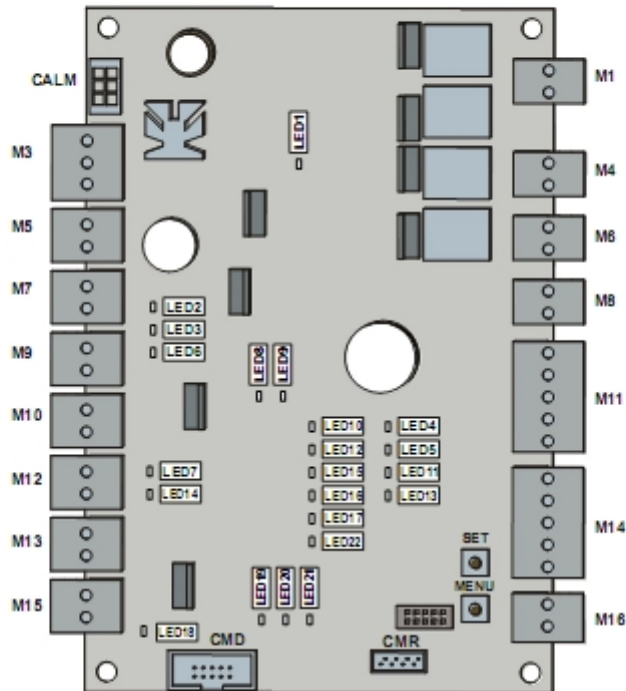 CALM
M1
M3
LED1
M4
M5
M6
M7
M8
LED2
LED3
LED6
M9
LED8
LED9
M11
M10
LED10
LED4
LED12
LED5
LED15
LED11
LED16
LED13
LED17
LED22
M12
LED7
LED14
M14
M13
SET
MENU
LED19
LED20
LED21
M15
M16
LED18
CMD
CMR